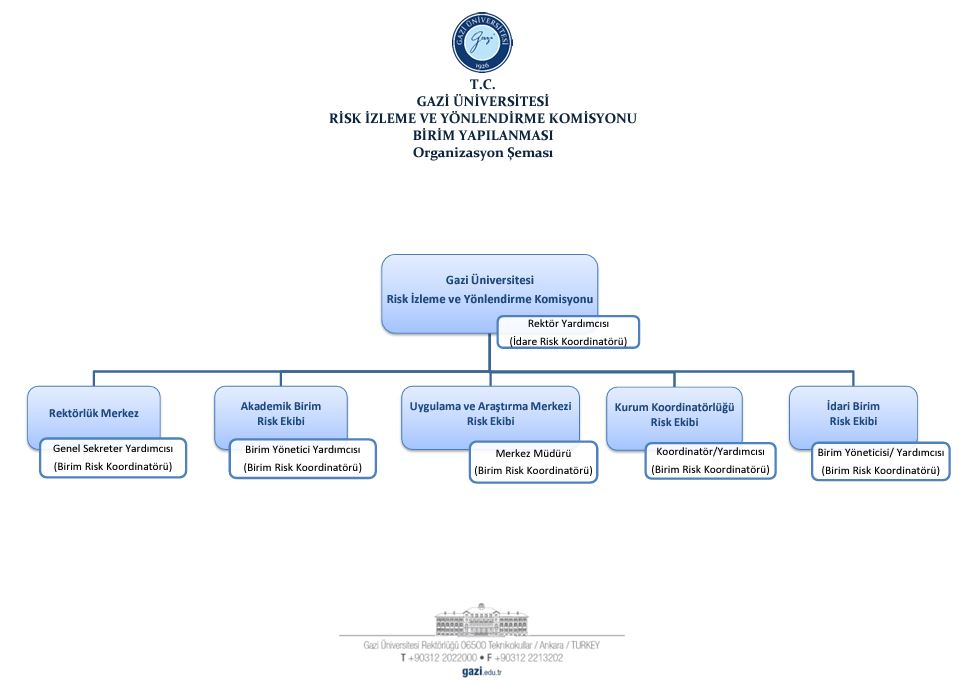 GAZİ ÜNİVERSİTESİ
Gazi
1926
T.C.
GAZİ ÜNİVERSİTESİ
RİSK İZLEME VE YÖNLENDİRME KOMİSYONU
BİRİM YAPILANMASI
Organizasyon Şeması
Gazi Üniversitesi
Risk İzleme ve Yönlendirme Komisyonu
Rektör Yardımcısı
(İdare Risk Koordinatörü)
Rektörlük Merkez
Genel Sekreter Yardımcısı
(Birim Risk Koordinatörü)
Akademik Birim
Risk Ekibi
Birim Yönetici Yardımcısı
(Birim Risk Koordinatörü)
Uygulama ve Araştırma Merkezi
Risk Ekibi
Merkez Müdürü
(Birim Risk Koordinatörü)
Kurum Koordinatörlüğü
Risk Ekibi
Koordinatör/Yardımcısı
(Birim Risk Koordinatörü)
İdari Birim
Risk Ekibi
Birim Yöneticisi/ Yardımcısı
(Birim Risk Koordinatörü)
Gazi Üniversitesi Rektörlüğü 06500 Teknikokullar / Ankara / TURKEY
T +90312 2022000 • F +90312 2213202
gazi.edu.tr